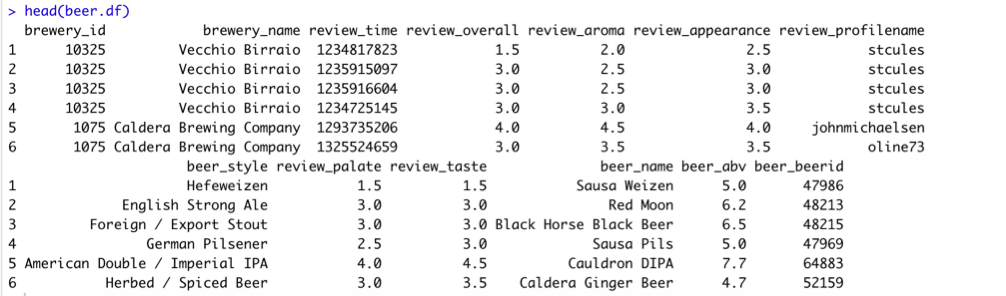 > head(beer.df)
brewery_id brewery_name review_time review_overall review_aroma review_appearance review_profilename
1 10325 Vecchio Birraio 1234817823 1.5 2.0 2.5 stcules
2 10325 Vecchio Birraio 1235915097 3.0 2.5 3.0 stcules
3 10325 Vecchio Birraio 1235916604 3.0 2.5 3.0 stcules
4 10325 Vecchio Birraio 1234725145 3.0 3.0 3.5 stcules
5 1075 Caldera Brewing Company 1293735206 4.0 4.5 4.0 johnmichaelsen
6 1075 Caldera Brewing Company 1325524659 3.0 3.5 3.5 oline73
beer_style review_palate review_taste beer_name beer_abv beer_beerid
1 Hefeweizen 1.5 1.5 Sausa Weizen 5.0 47986
2 English Strong Ale 3.0 3.0 Red Moon 6.2 48213
3 Foreign / Export Stout 3.0 3.0 Black Horse Black Beer 6.5 48215
4 German Pilsener 2.5 3.0 Sausa Pils 5.0 47969
5 American Double / Imperial IPA 4.0 4.5 Cauldron DIPA 7.7 64883
6 Herbed / Spiced Beer 3.0 3.5 Caldera Ginger Beer 4.7 52159